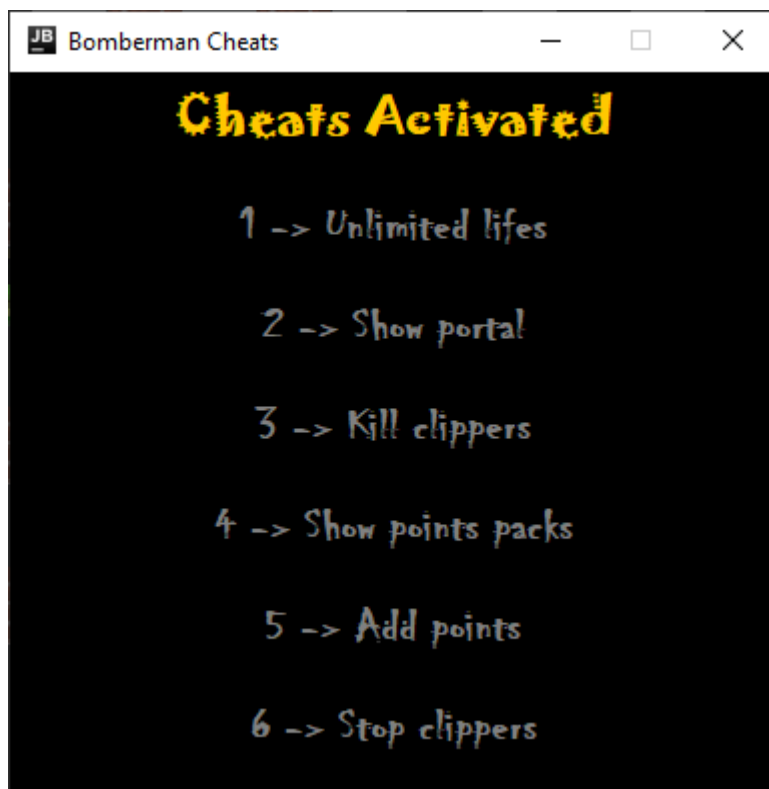 JB Bomberman Cheats
Cheats Activated
1 -> Unlimited lifes
2 -> Show portal
3 -> Kill clippers
4 -> Show points packs
5 -> Add points
6 -> Stop clippers